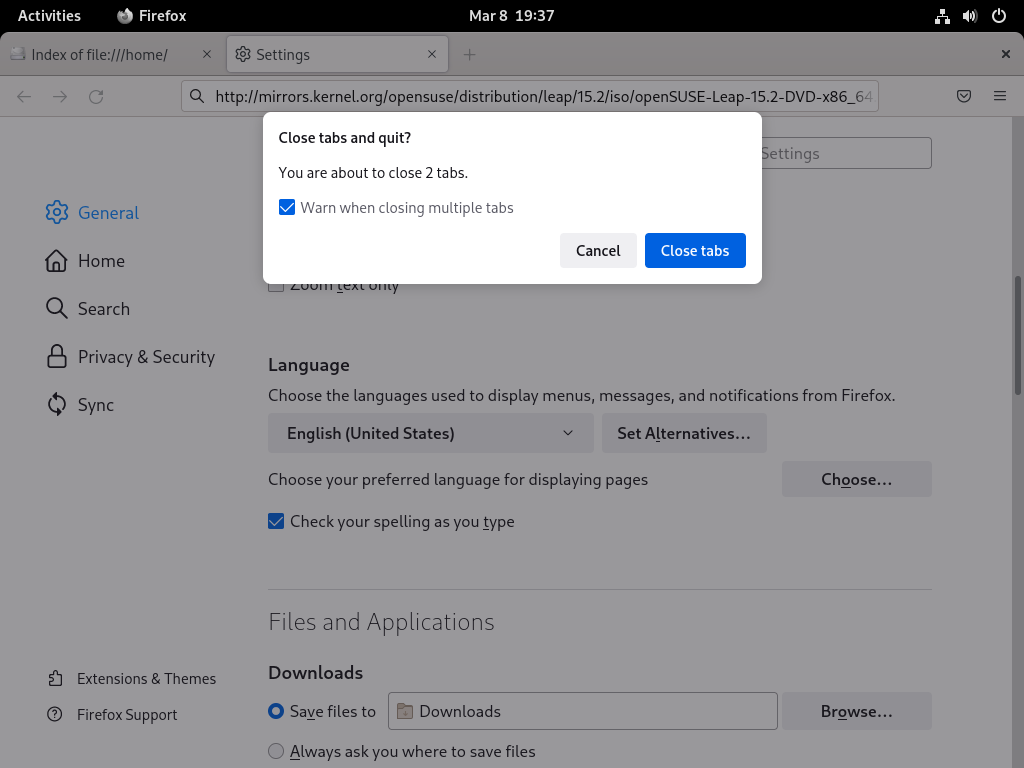 Activities
Firefox
Mar 8 19:37
Index of file:///home/
Settings
http://mirrors.kernel.org/opensuse/distribution/leap/15.2/iso/openSUSE-Leap-15.2-DVD-x86_64
Close tabs and quit?
You are about to close 2 tabs.
Warn when closing multiple tabs
Cancel
Close tabs
Settings
General
Home
Search
Privacy & Security
Sync
Extensions & Themes
Firefox Support
Zoom text only
Language
Choose the languages used to display menus, messages, and notifications from Firefox.
English (United States)
Set Alternatives...
Choose your preferred language for displaying pages
Choose...
Check your spelling as you type
Files and Applications
Downloads
Save files to
Downloads
Browse...
Always ask you where to save files